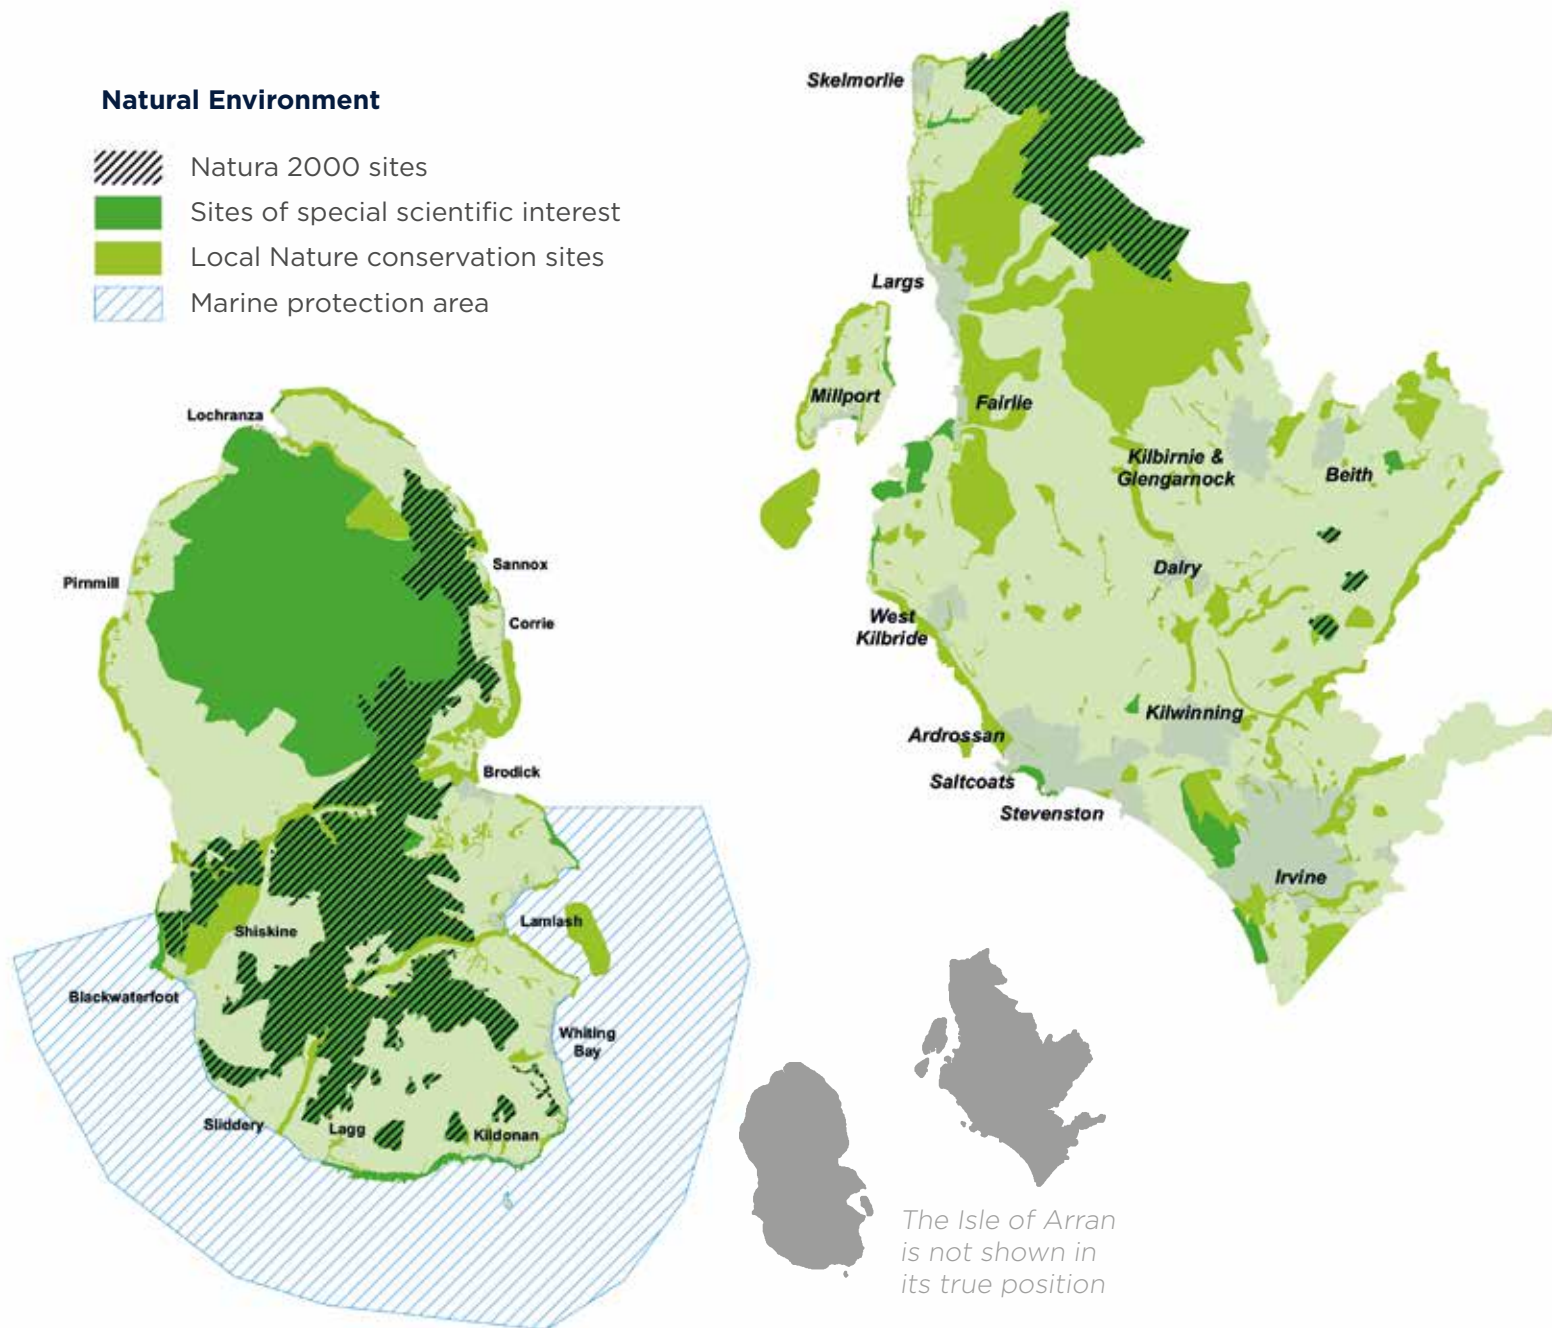 Natural Environment
Natura 2000 sites
Sites of special scientific interest
Local Nature conservation sites
Marine protection area
Skelmorlie
Largs
Millport
Fairlie
Kilbirnie &
Glengarnock
Beith
Dalry
West
Kilbride
Kilwinning
Ardrossan
Saltcoats
Stevenston
Irvine
Lochranza
Sannox
Pirnmill
Corrie
Brodick
Lamlash
Shiskine
Blackwaterfoot
Whiting
Bay
Sliddery
Lagg
Kildonan
The Isle of Arran
is not shown in
its true position